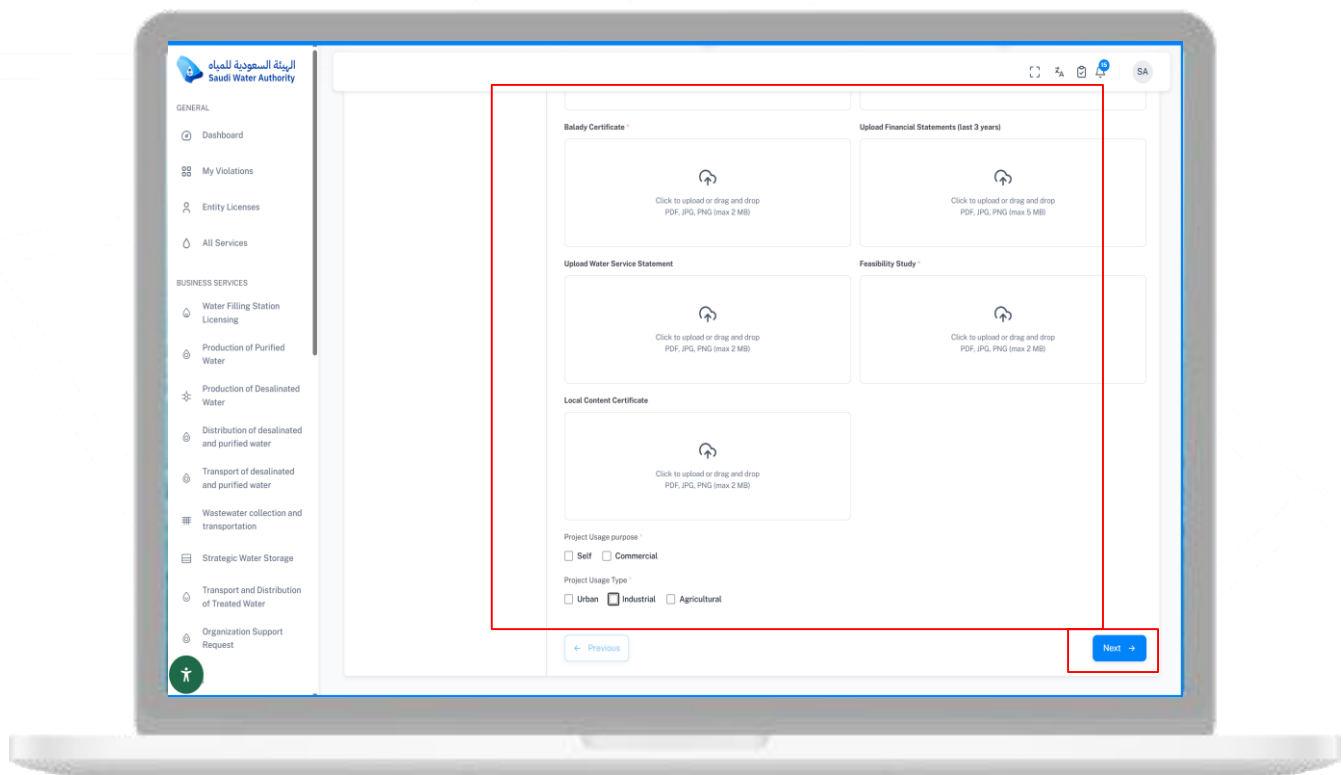 الهيئة السعودية للمياه
Saudi Water Authority
GENERAL
Dashboard
My Violations
Entity Licenses
All Services
BUSINESS SERVICES
Water Filling Station
Licensing
Production of Purified
Water
Production of Desalinated
Water
Distribution of desalinated
and purified water
Transport of desalinated
and purified water
Wastewater collection and
transportation
Strategic Water Storage
Transport and Distribution
of Treated Water
Organization Support
Request
15
SA
Balady Certificate *
Click to upload or drag and drop
PDF, JPG, PNG (max 2 MB)
Upload Financial Statements (last 3 years)
Click to upload or drag and drop
PDF, JPG, PNG (max 5 MB)
Upload Water Service Statement
Click to upload or drag and drop
PDF, JPG, PNG (max 2 MB)
Feasibility Study *
Click to upload or drag and drop
PDF, JPG, PNG (max 2 MB)
Local Content Certificate
Click to upload or drag and drop
PDF, JPG, PNG (max 2 MB)
Project Usage purpose *
Self Commercial
Project Usage Type *
Urban Industrial Agricultural
← Previous
Next →